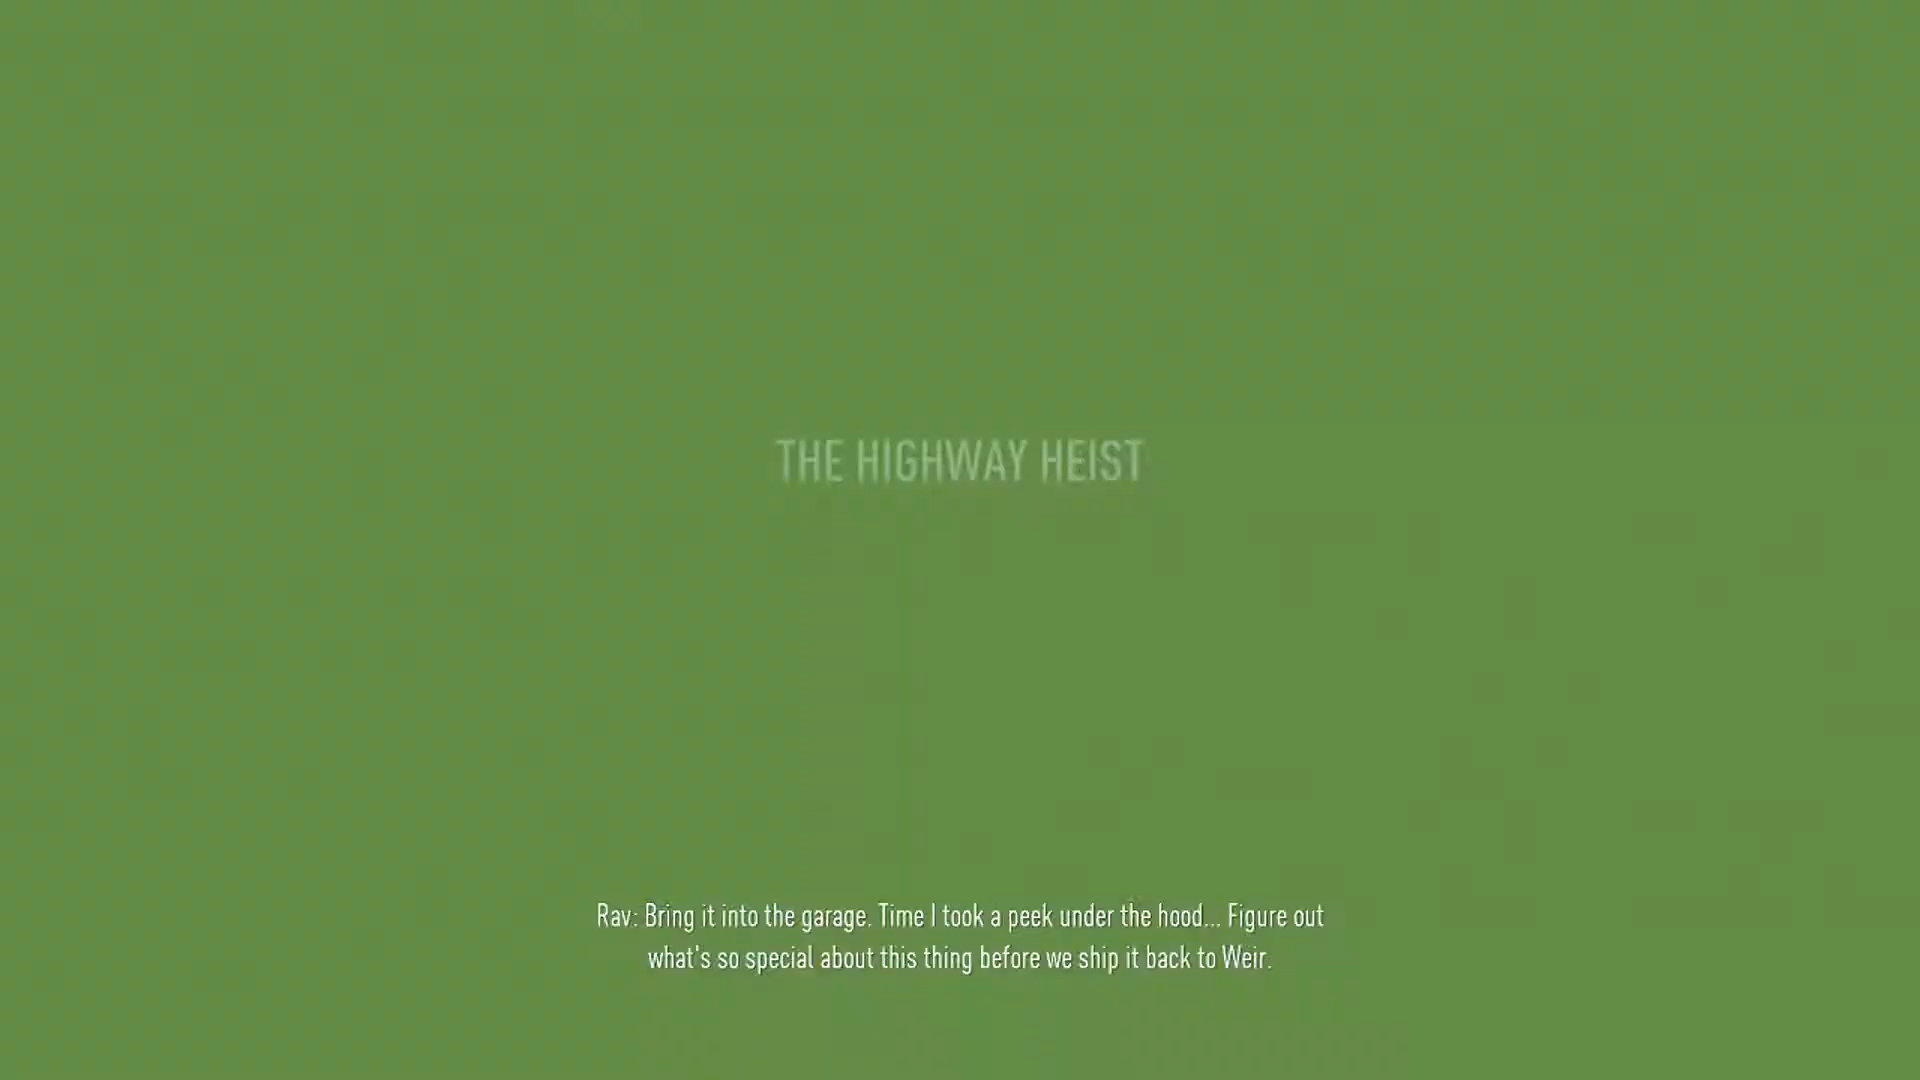 THE HIGHWAY HEIST
Rav: Bring it into the garage. Time I took a peek under the hood... Figure out
what's so special about this thing before we ship it back to Weir.